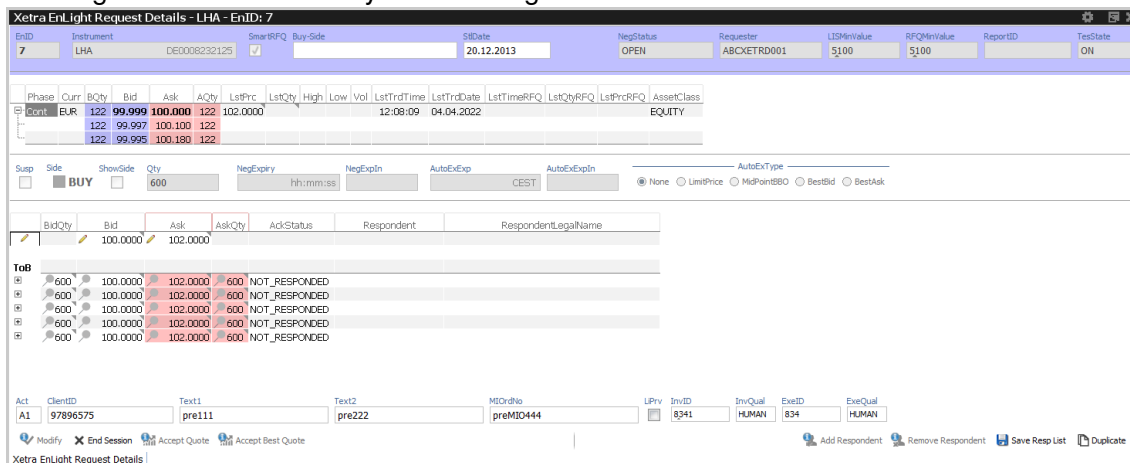 Xetra EnLight Request Details - LHA - EnID: 7
EnID Instrument SmartRFQ Buy-Side StlDate NegStatus Requester LISMinValue RFQMinValue ReportID TesState
7 LHA DE0008232125 20.12.2013 OPEN ABCXETRD001 5100 5100 ON
Phase Curr BQty Bid Ask AQty LstPrc LstQty High Low Vol LstTrdTime LstTrdDate LstTimeRFQ LstQtyRFQ LstPrcRFQ AssetClass
Cont EUR 122 99.999 100.000 122 102.0000 12:08:09 04.04.2022 EQUITY
122 99.997 100.100 122
122 99.995 100.180 122
Susp Side ShowSide Qty NegExpiry NegExpIn AutoExExp AutoExExpIn AutoExType
BUY 600 hh:mm:ss CEST None LimitPrice MidPointBBO BestBid BestAsk
BidQty Bid Ask AskQty AckStatus Respondent RespondentLegalName
100.0000 102.0000
ToB
600 100.0000 102.0000 600 NOT_RESPONDED
600 100.0000 102.0000 600 NOT_RESPONDED
600 100.0000 102.0000 600 NOT_RESPONDED
600 100.0000 102.0000 600 NOT_RESPONDED
600 100.0000 102.0000 600 NOT_RESPONDED
Act ClientID Text1 Text2 MIOrdNo LiPrv InvID InvQual ExeID ExeQual
A1 97896575 pre111 pre222 preMIO444 8341 HUMAN 834 HUMAN
Modify End Session Accept Quote Accept Best Quote Add Respondent Remove Respondent Save Resp List Duplicate
Xetra EnLight Request Details